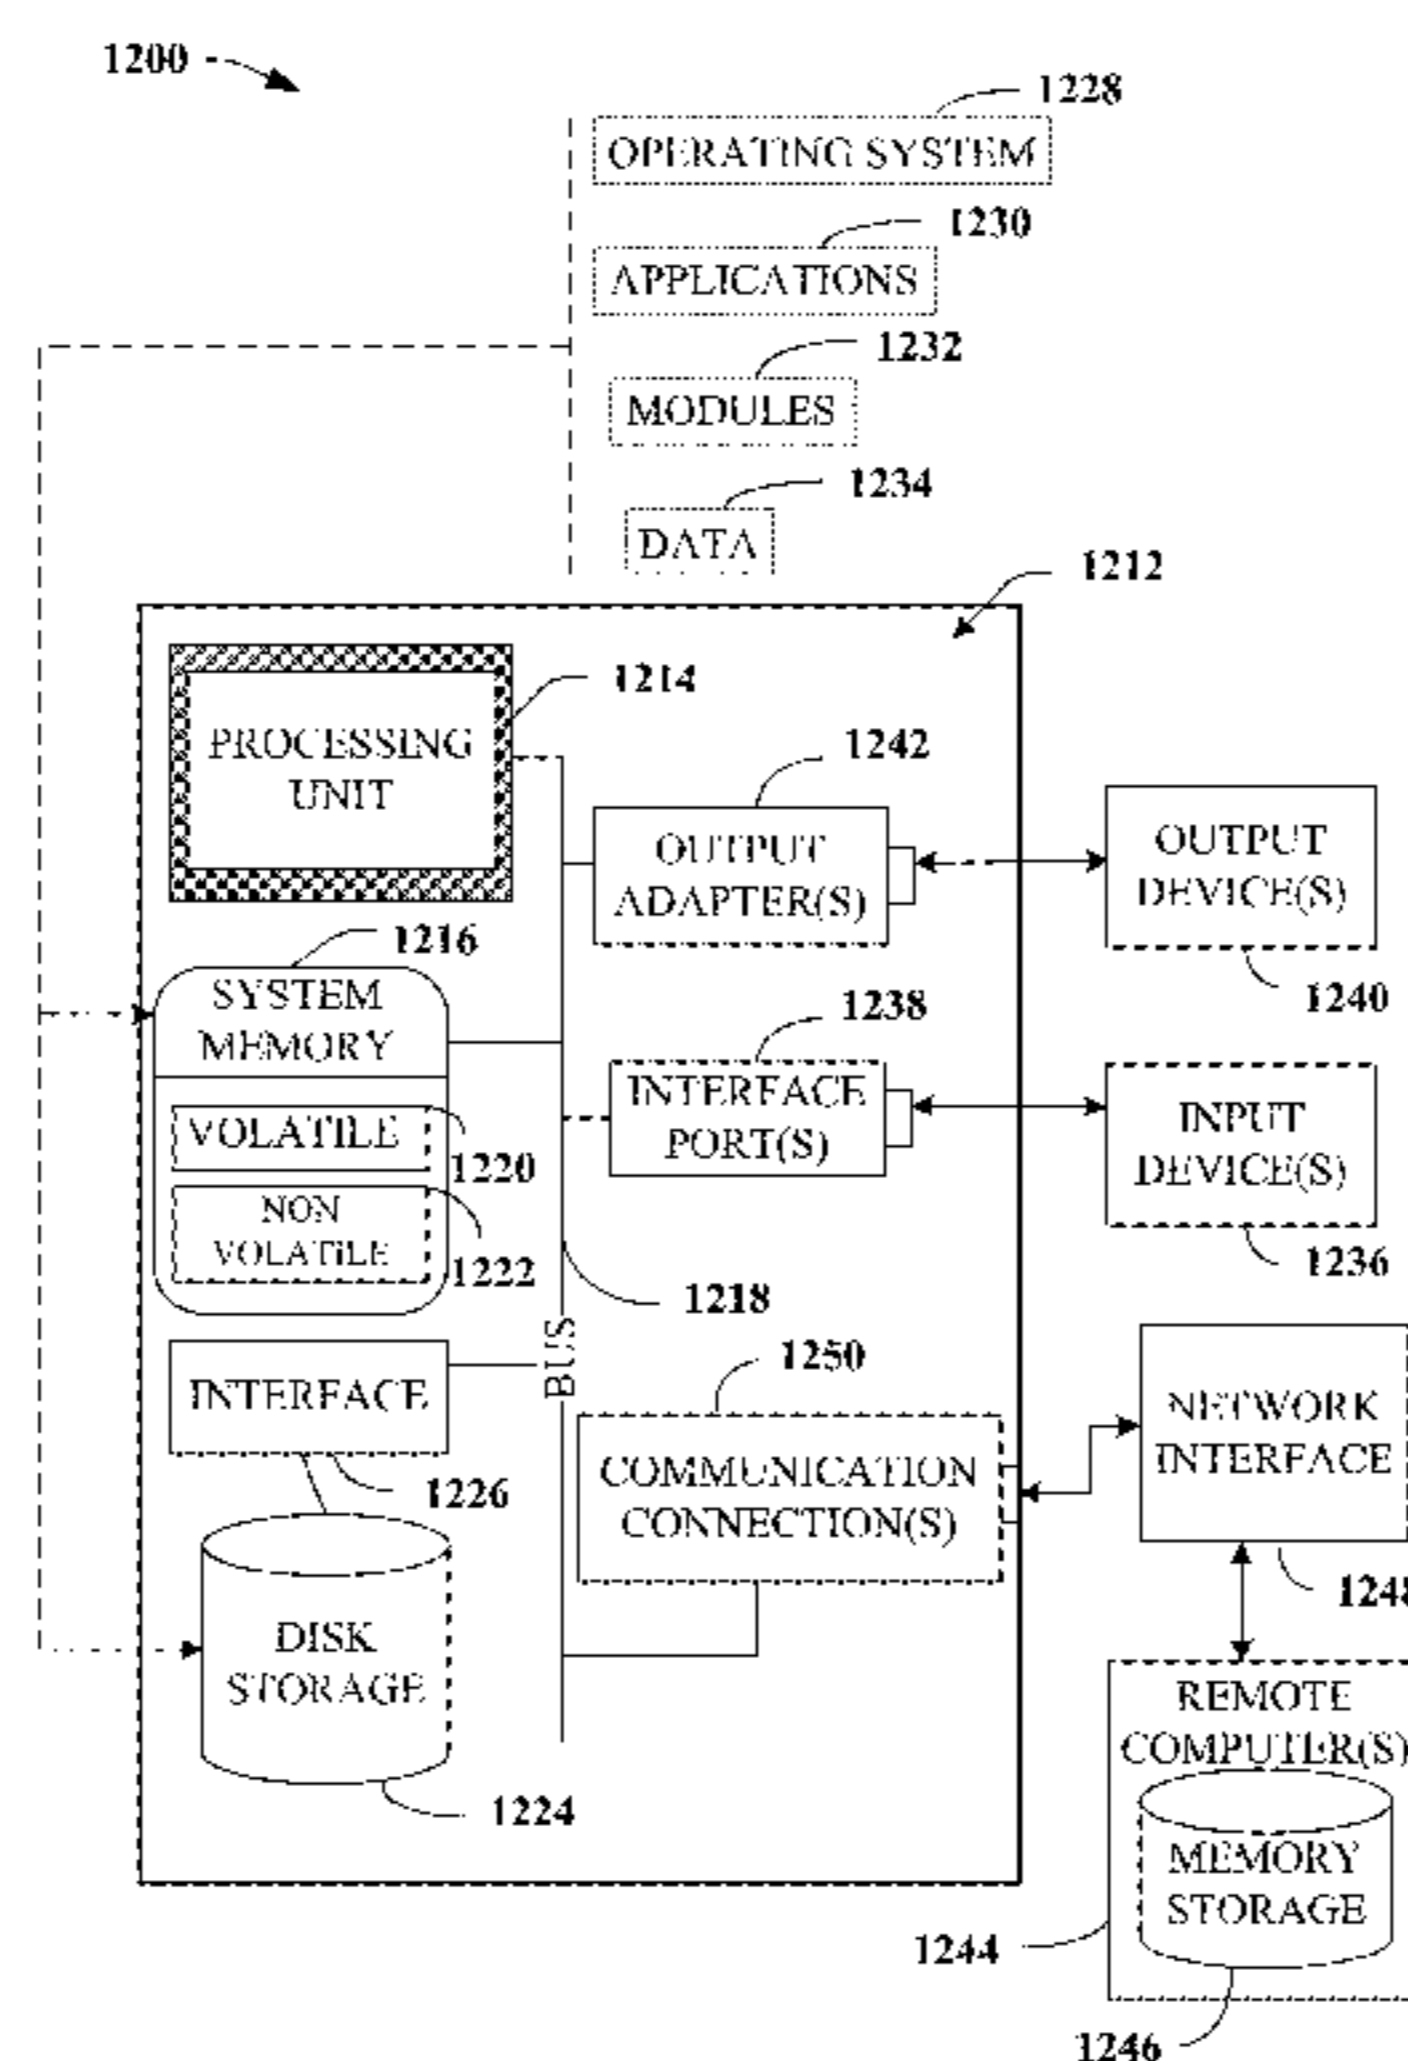 1200
1228
OPERATING SYSTEM
1230
APPLICATIONS
1232
MODULES
1234
DATA
1212
1214
PROCESSING
UNIT
1242
OUTPUT
ADAPTER(S)
OUTPUT
DEVICE(S)
1240
1216
SYSTEM
MEMORY
1238
INTERFACE
PORT(S)
INPUT
DEVICE(S)
1236
VOLATILE
1220
NON
VOLATILE
1222
1218
BUS
1250
INTERFACE
1226
COMMUNICATION
CONNECTION(S)
NETWORK
INTERFACE
1248
DISK
STORAGE
1224
REMOTE
COMPUTER(S)
MEMORY
STORAGE
1244
1246